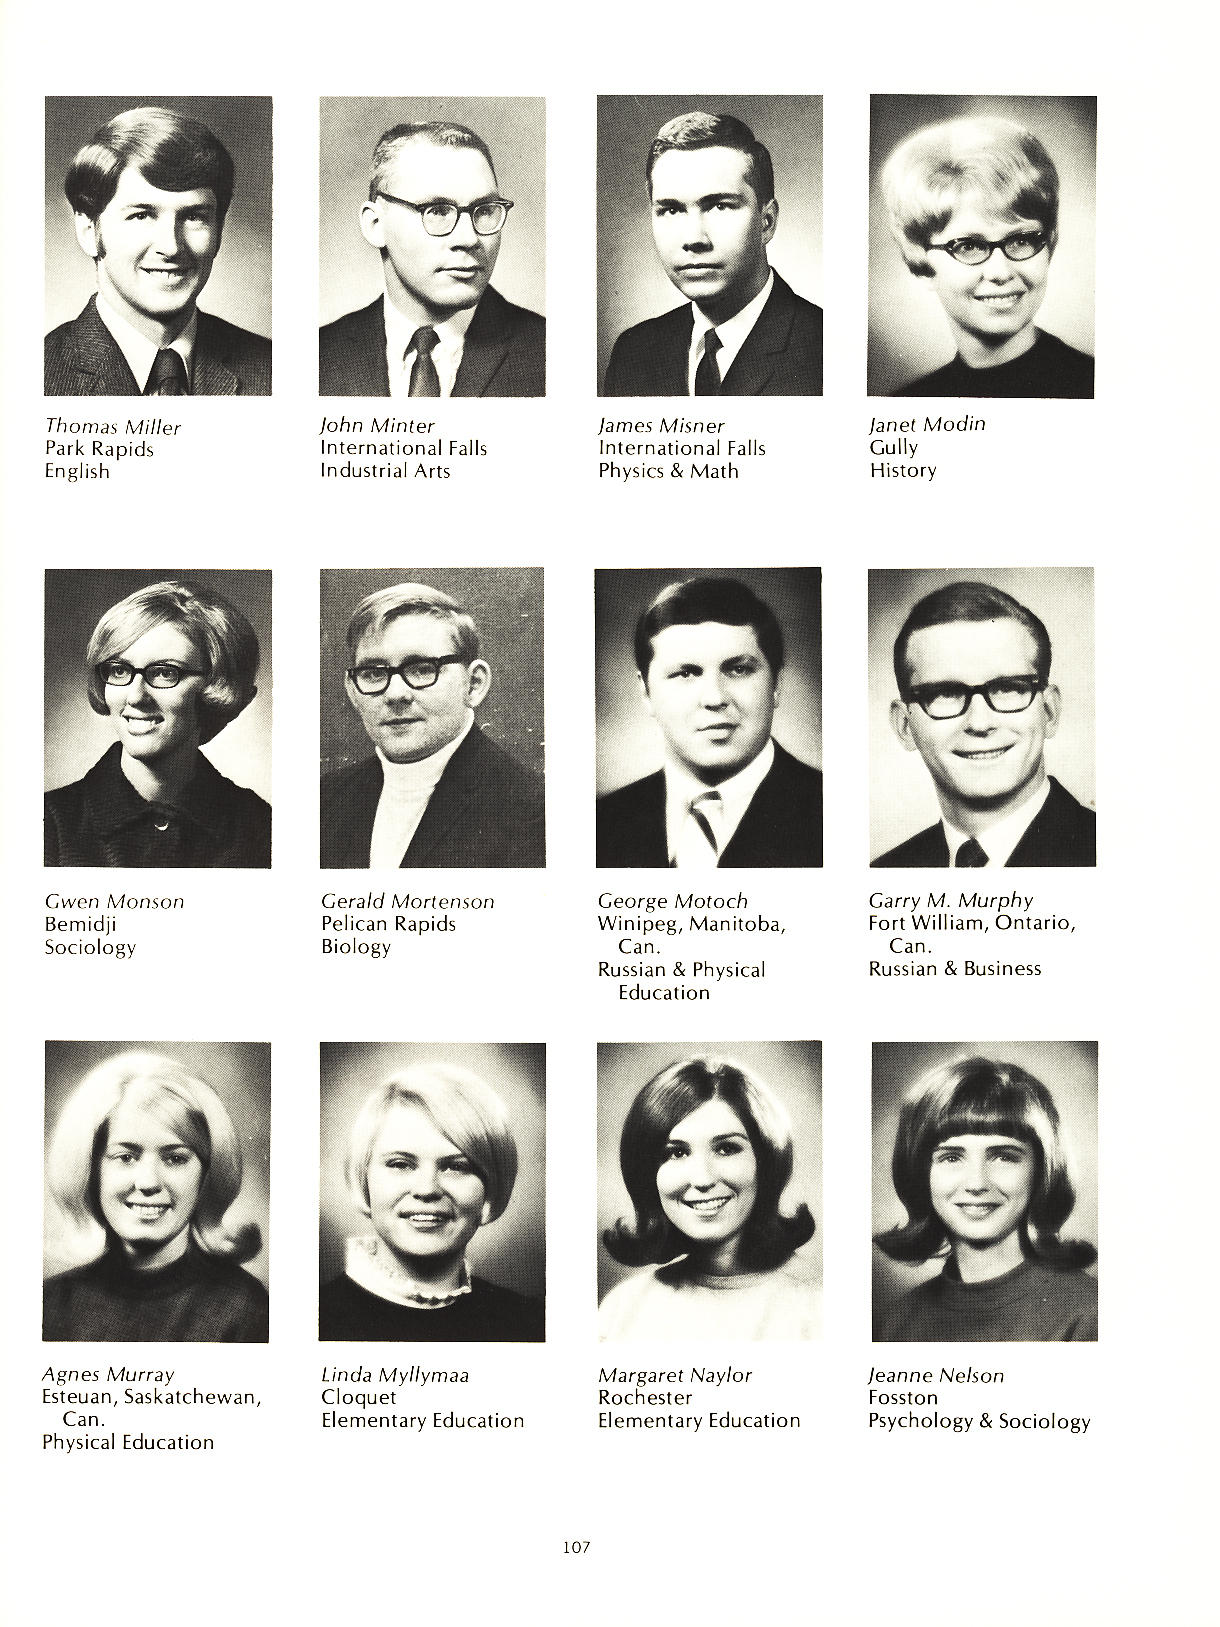 Thomas Miller
Park Rapids
English
John Minter
International Falls
Industrial Arts
James Misner
International Falls
Physics & Math
Janet Modin
Gully
History
Gwen Monson
Bemidji
Sociology
Gerald Mortenson
Pelican Rapids
Biology
George Motoch
Winipeg, Manitoba,
Can.
Russian & Physical
Education
Garry M. Murphy
Fort William, Ontario,
Can.
Russian & Business
Agnes Murray
Esteuan, Saskatchewan,
Can.
Physical Education
Linda Myllymaa
Cloquet
Elementary Education
Margaret Naylor
Rochester
Elementary Education
Jeanne Nelson
Fosston
Psychology & Sociology
107